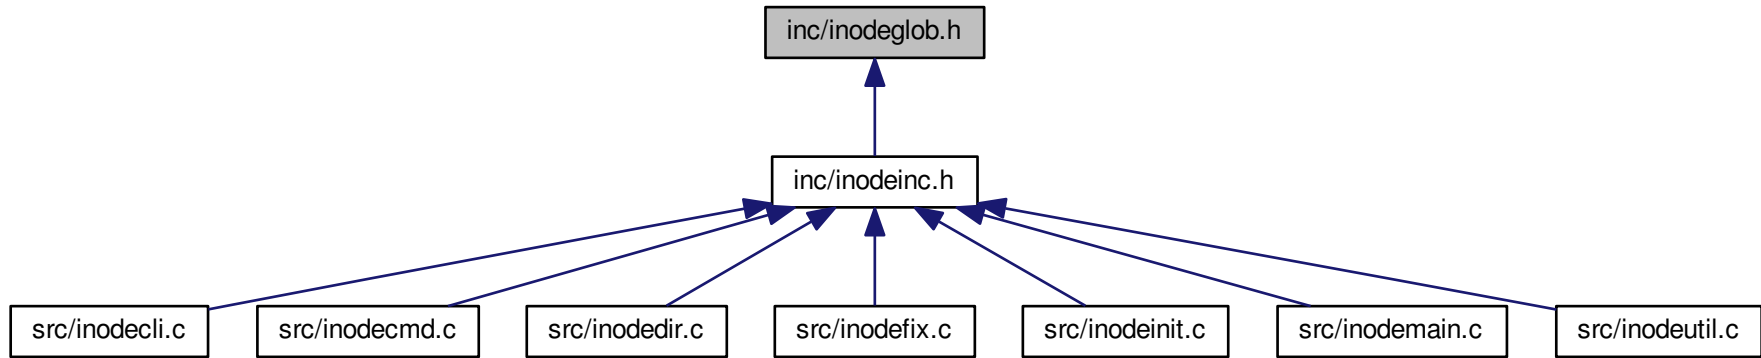 inc/inodeglob.h
inc/inodeinc.h
src/inodecli.c
src/inodecmd.c
src/inodedir.c
src/inodefix.c
src/inodeinit.c
src/inodemain.c
src/inodeutil.c